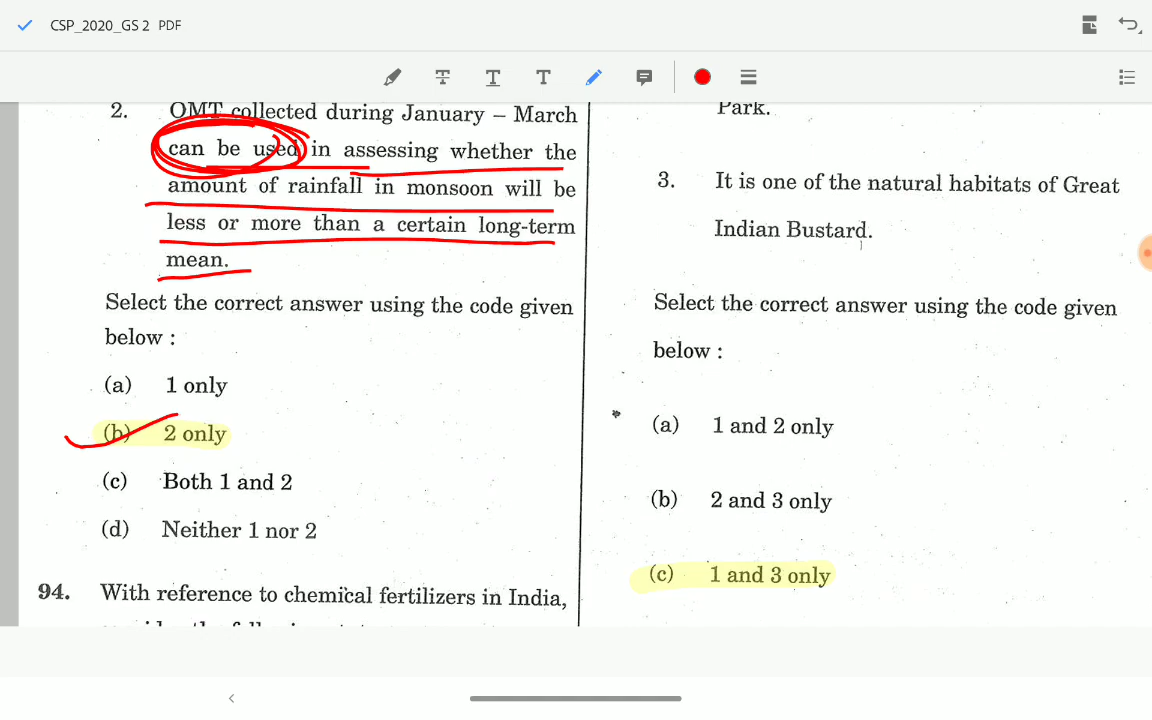 CSP_2020_GS 2 PDF
2. OMT collected during January – March
can be used in assessing whether the
amount of rainfall in monsoon will be
less or more than a certain long-term
mean.
Select the correct answer using the code given
below :
(a) 1 only
(b) 2 only
(c) Both 1 and 2
(d) Neither 1 nor 2
94. With reference to chemical fertilizers in India,
Park.
3. It is one of the natural habitats of Great
Indian Bustard.
Select the correct answer using the code given
below :
(a) 1 and 2 only
(b) 2 and 3 only
(c) 1 and 3 only